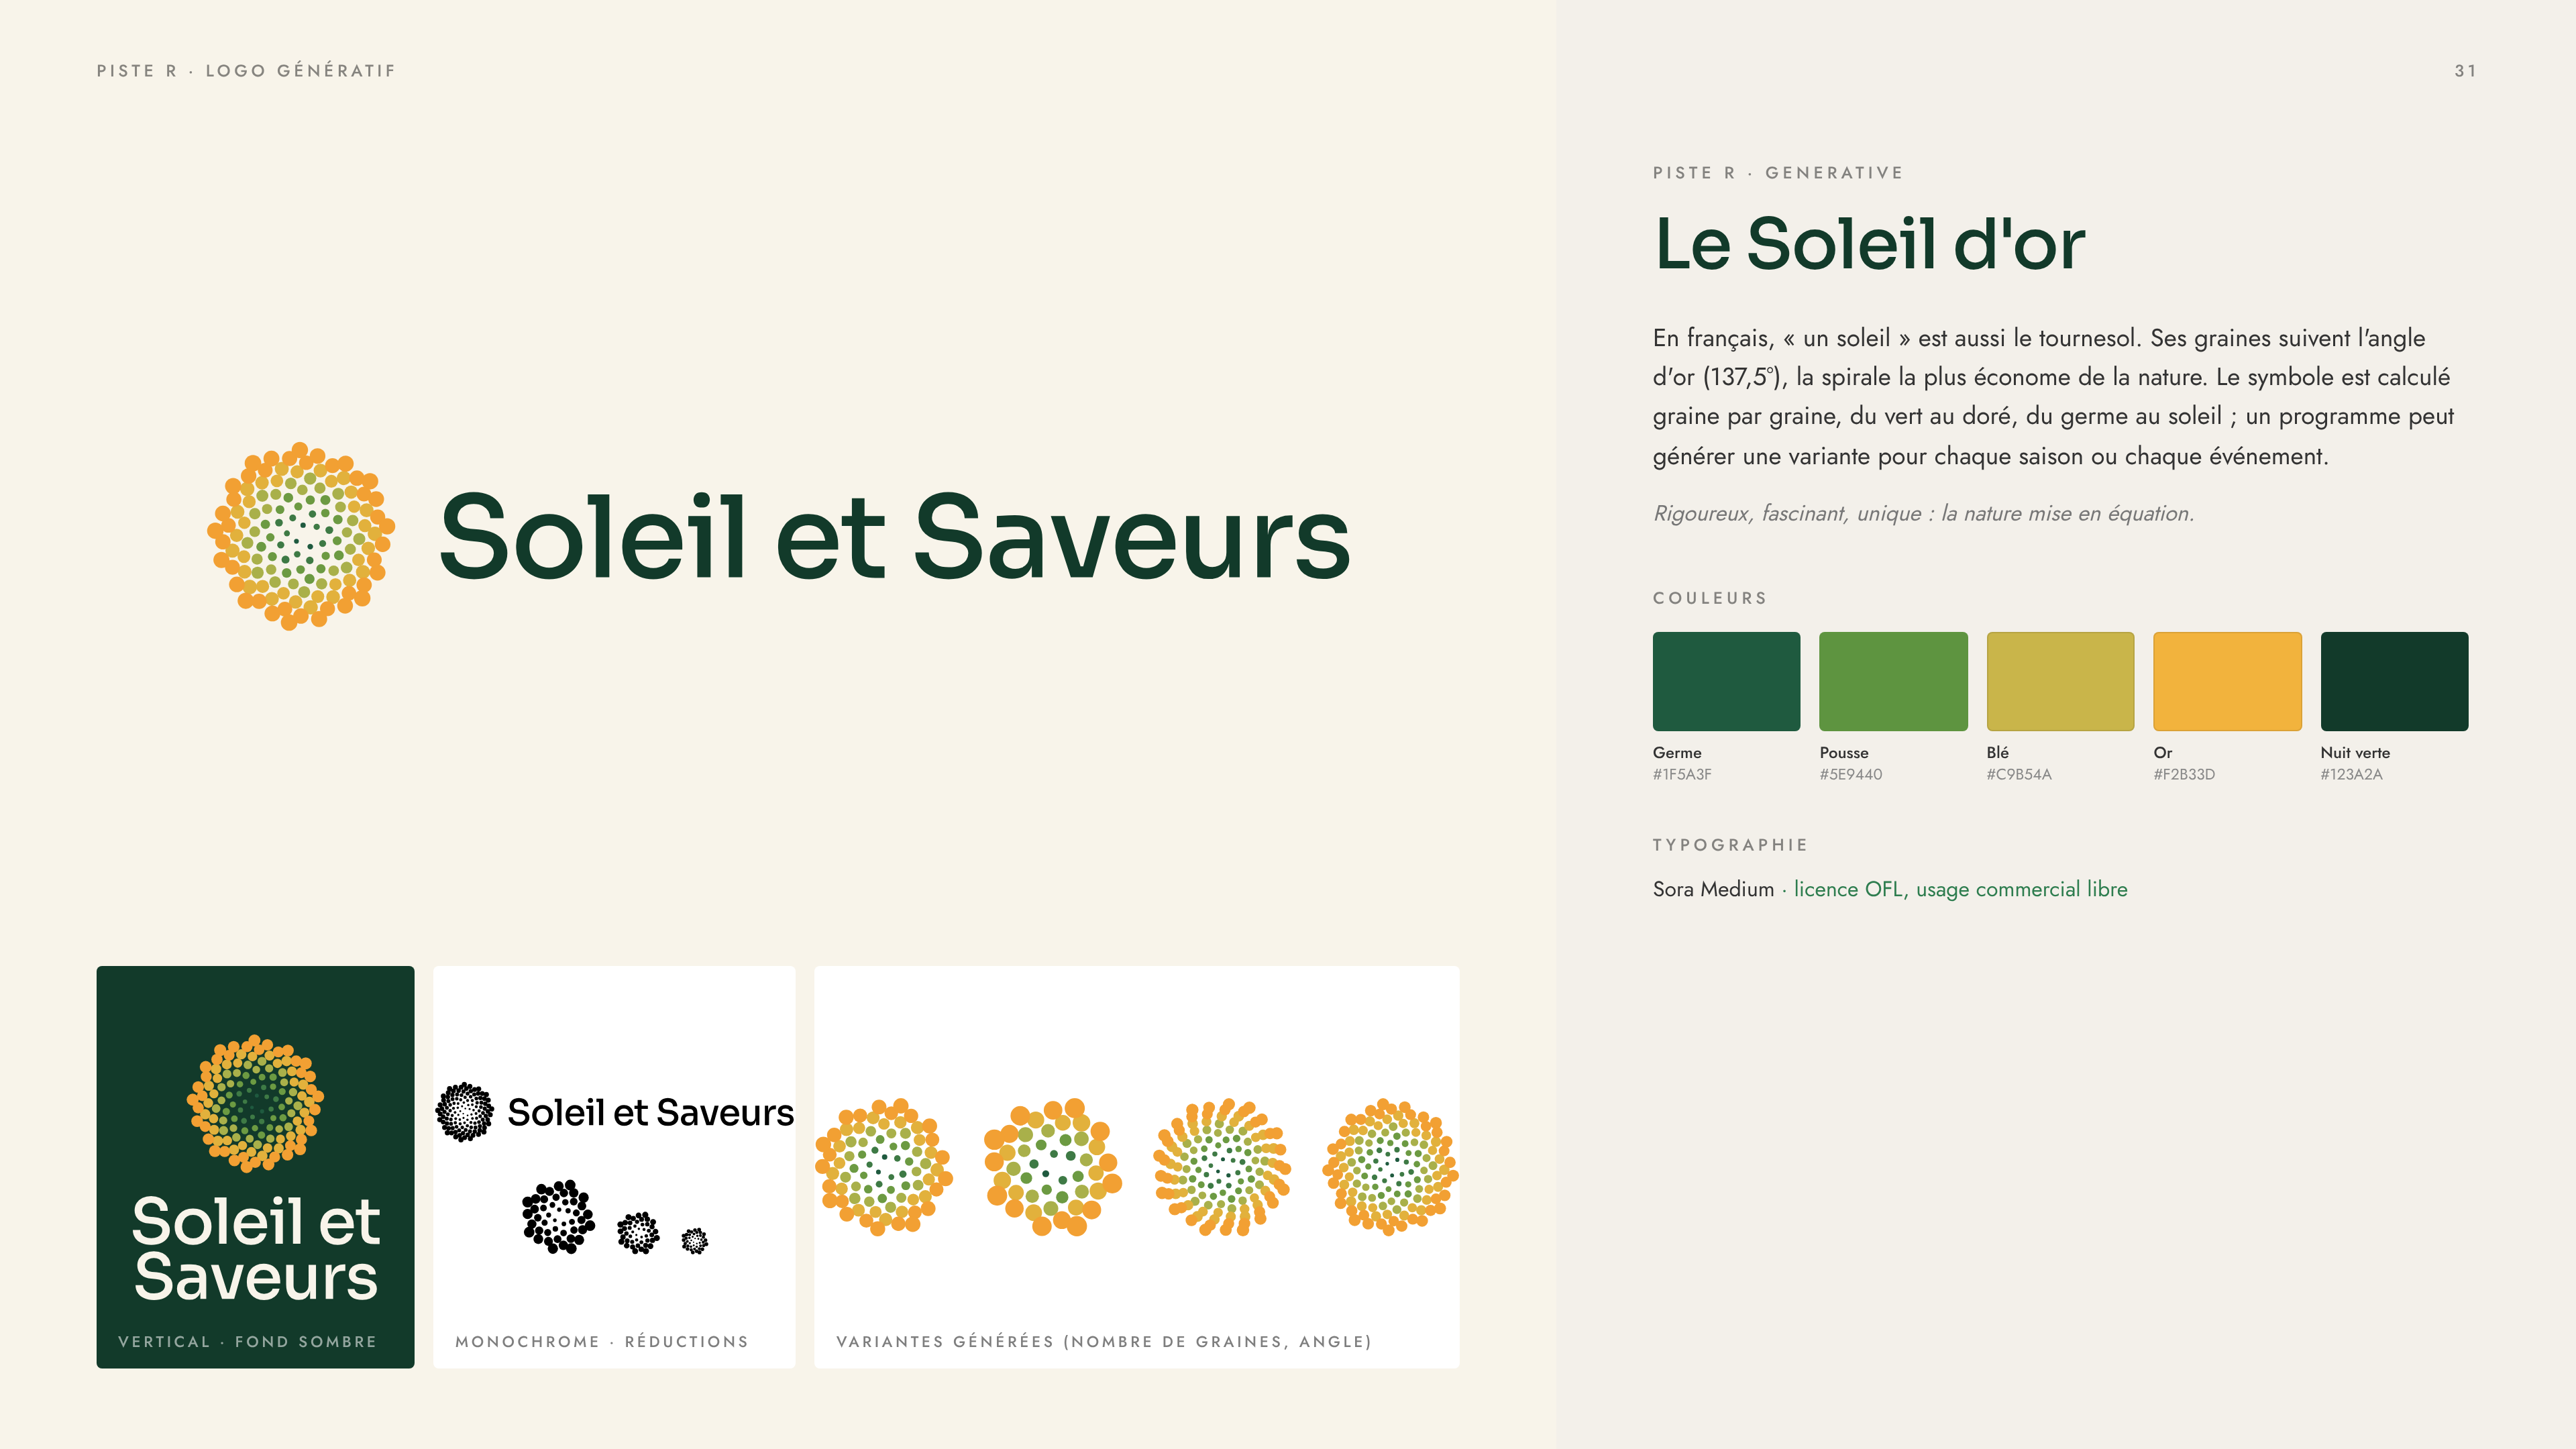 PISTE R · LOGO GÉNÉRATIF
31
Soleil et Saveurs
Soleil et
Saveurs
VERTICAL · FOND SOMBRE
Soleil et Saveurs
MONOCHROME · RÉDUCTIONS
VARIANTES GÉNÉRÉES (NOMBRE DE GRAINES, ANGLE)
PISTE R · GENERATIVE
Le Soleil d'or
En français, « un soleil » est aussi le tournesol. Ses graines suivent l'angle
d'or (137,5°), la spirale la plus économe de la nature. Le symbole est calculé
graine par graine, du vert au doré, du germe au soleil ; un programme peut
générer une variante pour chaque saison ou chaque événement.
Rigoureux, fascinant, unique : la nature mise en équation.
COULEURS
Germe
#1F5A3F
Pousse
#5E9440
Blé
#C9B54A
Or
#F2B33D
Nuit verte
#123A2A
TYPOGRAPHIE
Sora Medium · licence OFL, usage commercial libre